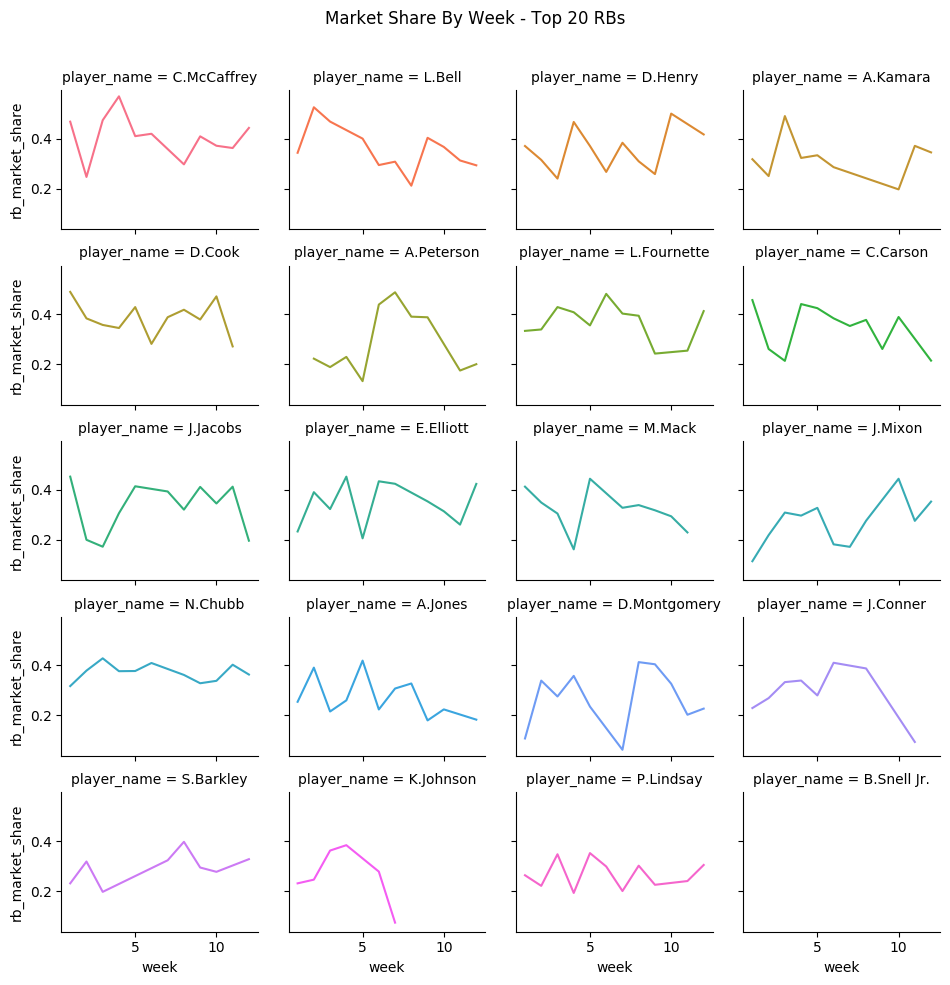 Market Share By Week - Top 20 RBs
player_name = C.McCaffrey
player_name = L.Bell
player_name = D.Henry
player_name = A.Kamara
rb_market_share
0.4
0.2
player_name = D.Cook
player_name = A.Peterson
player_name = L.Fournette
player_name = C.Carson
rb_market_share
0.4
0.2
player_name = J.Jacobs
player_name = E.Elliott
player_name = M.Mack
player_name = J.Mixon
rb_market_share
0.4
0.2
player_name = N.Chubb
player_name = A.Jones
player_name = D.Montgomery
player_name = J.Conner
rb_market_share
0.4
0.2
player_name = S.Barkley
player_name = K.Johnson
player_name = P.Lindsay
player_name = B.Snell Jr.
rb_market_share
0.4
0.2
5 10
5 10
5 10
5 10
week
week
week
week